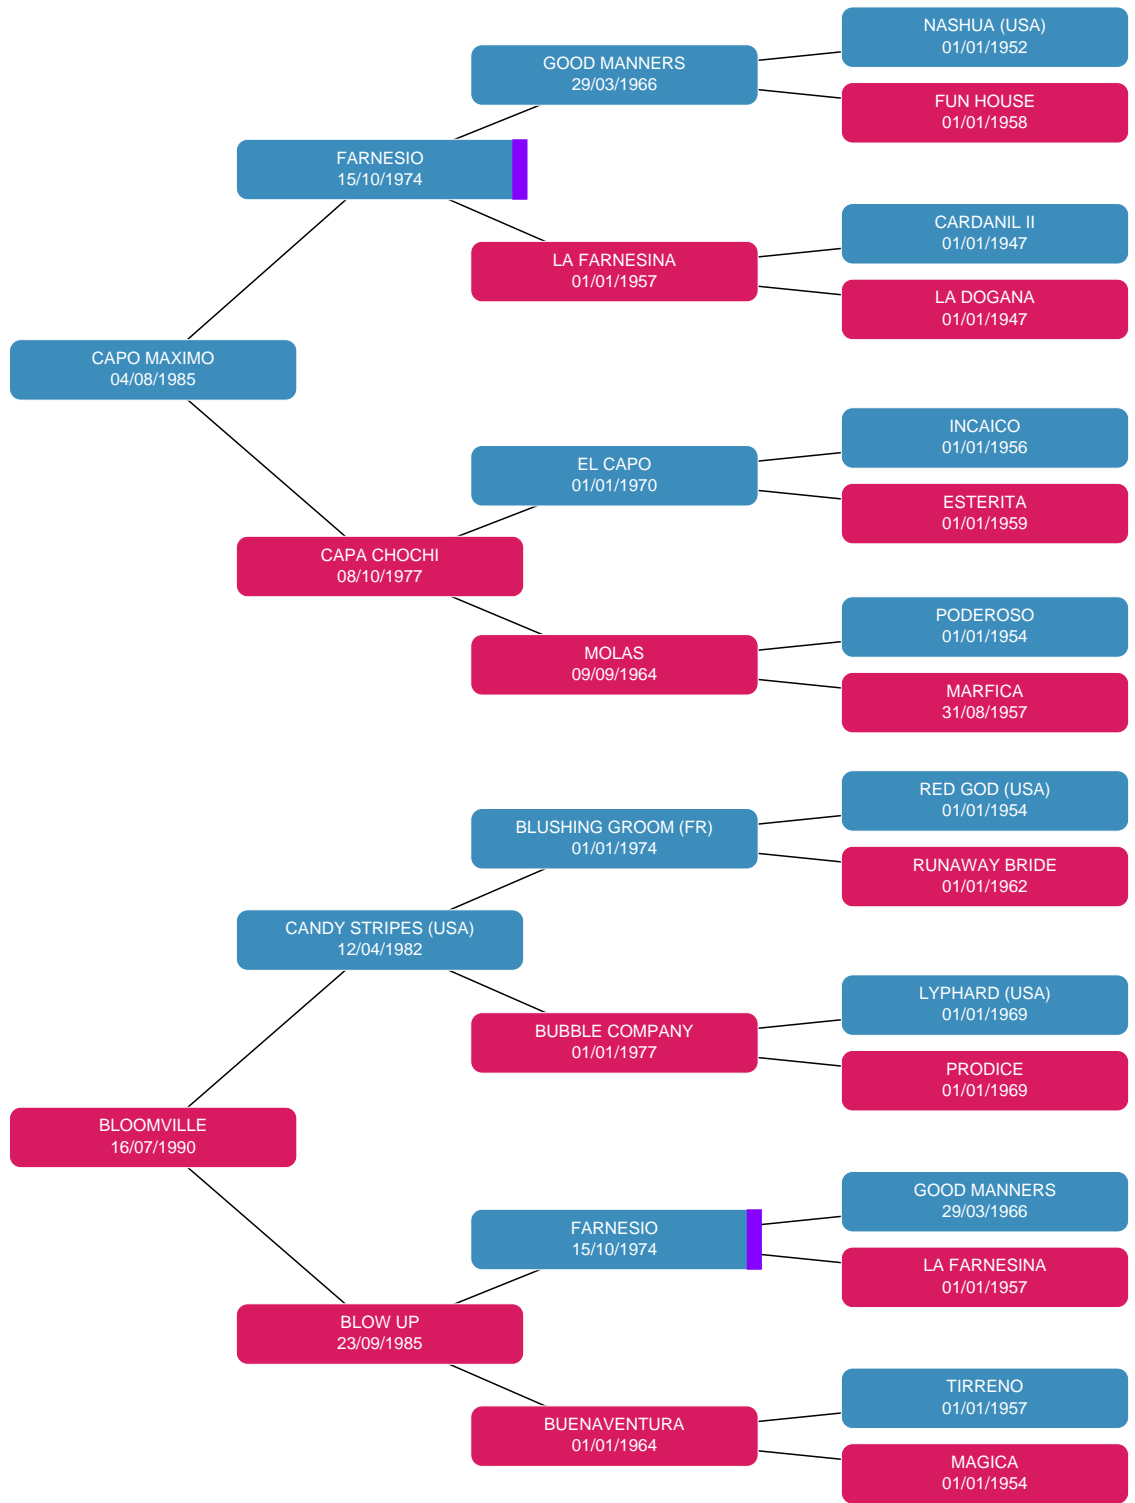 NASHUA (USA)
01/01/1952
GOOD MANNERS
29/03/1966
FUN HOUSE
01/01/1958
FARNESIO
15/10/1974
CARDANIL II
01/01/1947
LA FARNESINA
01/01/1957
LA DOGANA
01/01/1947
CAPO MAXIMO
04/08/1985
INCAICO
01/01/1956
EL CAPO
01/01/1970
ESTERITA
01/01/1959
CAPA CHOCHI
08/10/1977
PODEROSO
01/01/1954
MOLAS
09/09/1964
MARFICA
31/08/1957
RED GOD (USA)
01/01/1954
BLUSHING GROOM (FR)
01/01/1974
RUNAWAY BRIDE
01/01/1962
CANDY STRIPES (USA)
12/04/1982
LYPHARD (USA)
01/01/1969
BUBBLE COMPANY
01/01/1977
PRODICE
01/01/1969
BLOOMVILLE
16/07/1990
GOOD MANNERS
29/03/1966
FARNESIO
15/10/1974
LA FARNESINA
01/01/1957
BLOW UP
23/09/1985
TIRRENO
01/01/1957
BUENAVENTURA
01/01/1964
MAGICA
01/01/1954